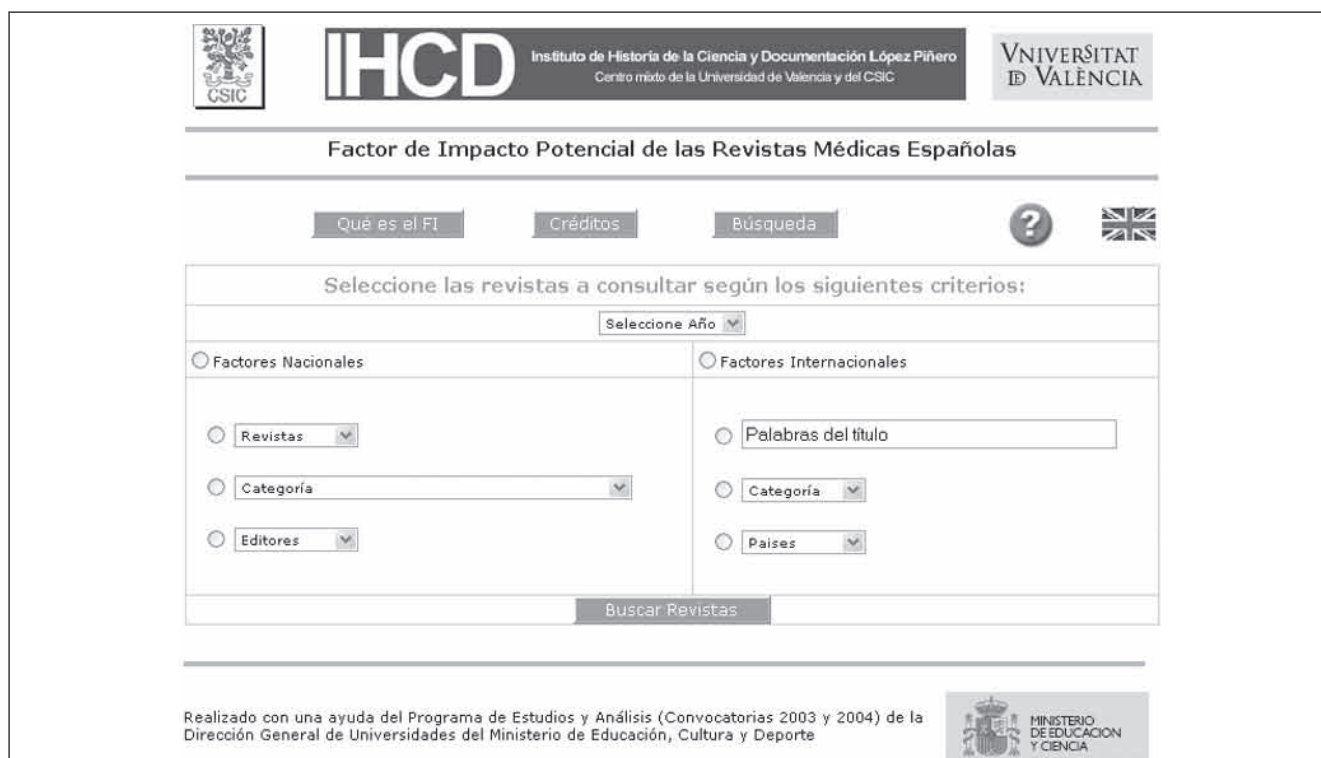 CSIC
IHCD
Instituto de Historia de la Ciencia y Documentación López Piñero
Centro mixto de la Universidad de Valencia y del CSIC
VNIVERSITAT
ID VALÈNCIA
Factor de Impacto Potencial de las Revistas Médicas Españolas
Qué es el FI
Créditos
Búsqueda
?
Seleccione las revistas a consultar según los siguientes criterios:
Seleccione Año
Factores Nacionales
Factores Internacionales
Revistas
Palabras del título
Categoría
Categoría
Editores
Paises
Buscar Revistas
Realizado con una ayuda del Programa de Estudios y Análisis (Convocatorias 2003 y 2004) de la
Dirección General de Universidades del Ministerio de Educación, Cultura y Deporte
MINISTERIO
DE EDUCACION
Y CIENCIA